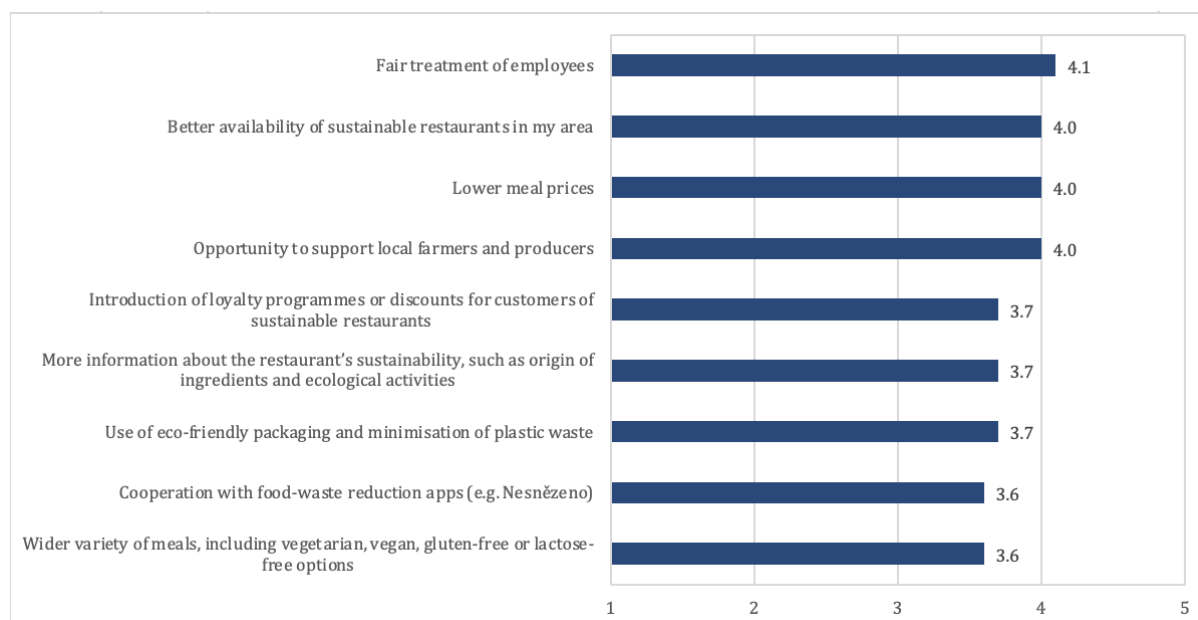 Fair treatment of employees
4.1
Better availability of sustainable restaurants in my area
4.0
Lower meal prices
4.0
Opportunity to support local farmers and producers
4.0
Introduction of loyalty programmes or discounts for customers of
sustainable restaurants
3.7
More information about the restaurant’s sustainability, such as origin of
ingredients and ecological activities
3.7
Use of eco-friendly packaging and minimisation of plastic waste
3.7
Cooperation with food-waste reduction apps (e.g. Nesnězeno)
3.6
Wider variety of meals, including vegetarian, vegan, gluten-free or lactose-
free options
3.6
1 2 3 4 5